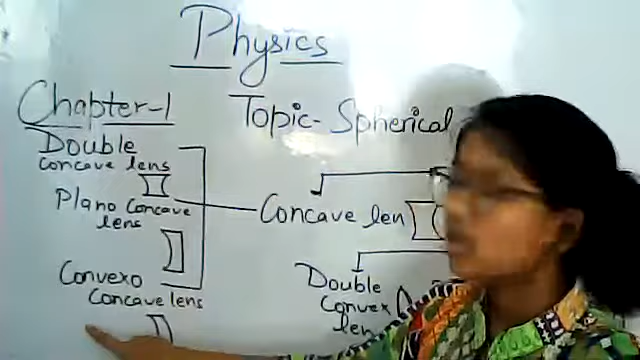 Physics
Chapter-1
Topic- Spherical
Double
Concave lens
Plano Concave
lens
Convexo
Concave lens
Concave len
Double
Convex
len